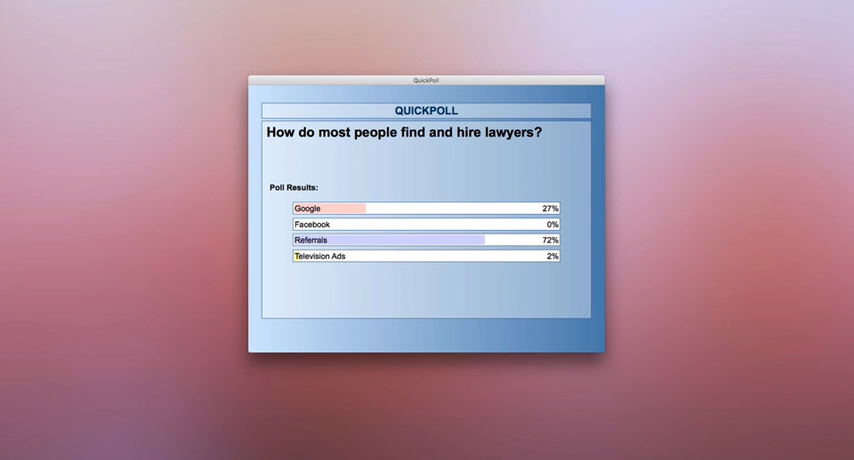 QuickPoll
QUICKPOLL
How do most people find and hire lawyers?
Poll Results:
Google 27%
Facebook 0%
Referrals 72%
Television Ads 2%